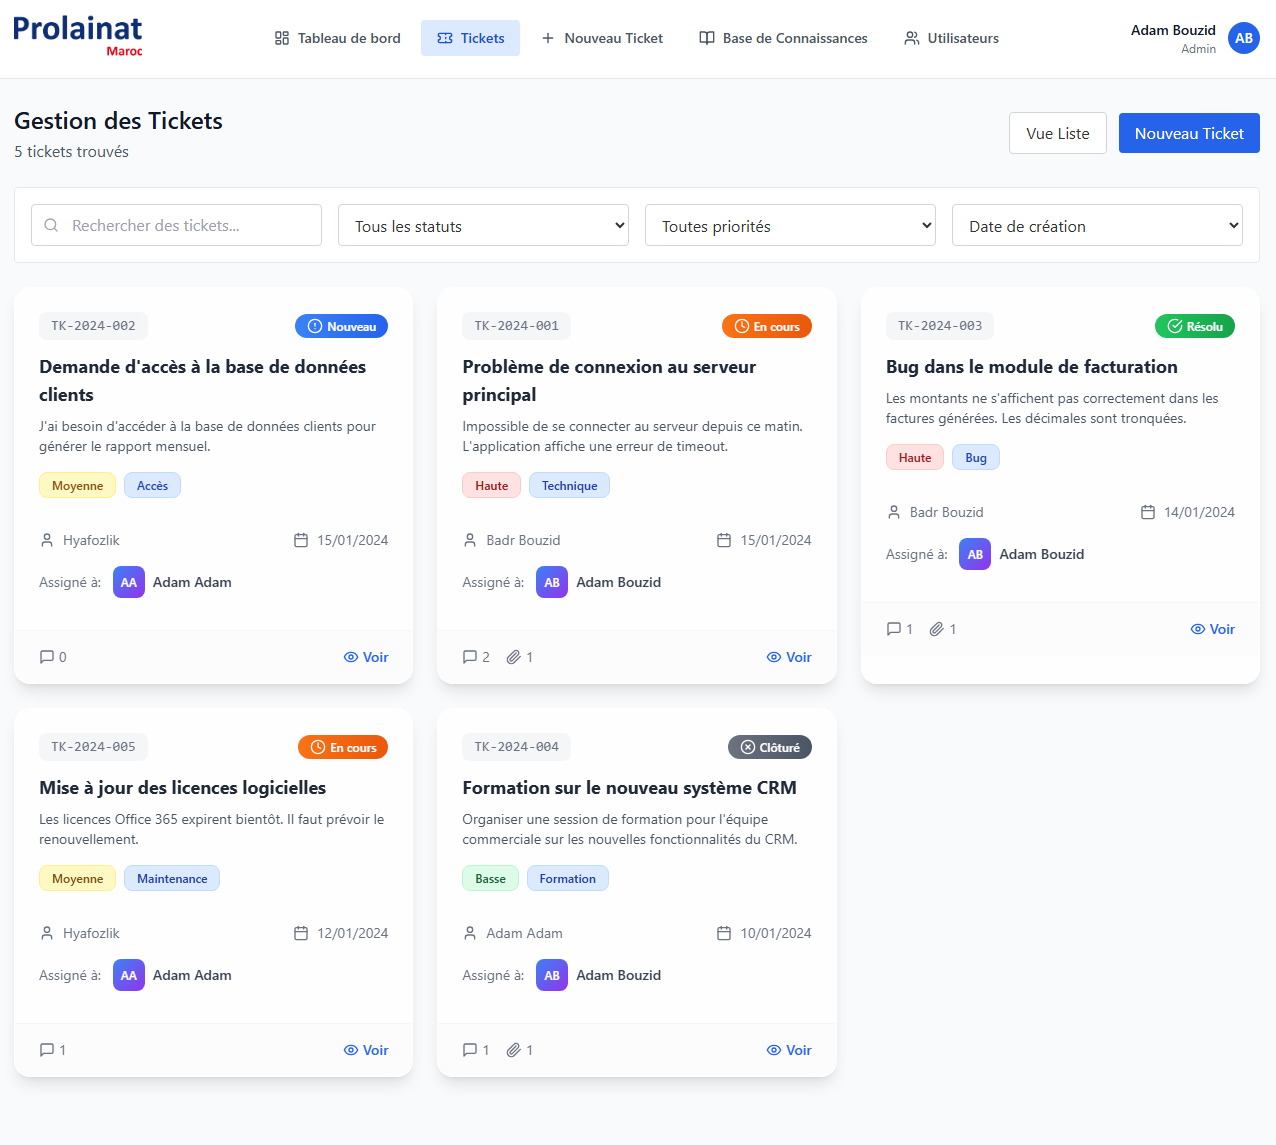 Prolainat
Maroc
Tableau de bord
Tickets
Nouveau Ticket
Base de Connaissances
Utilisateurs
Adam Bouzid
Admin
AB
Gestion des Tickets
5 tickets trouvés
Vue Liste
Nouveau Ticket
Rechercher des tickets...
Tous les statuts
Toutes priorités
Date de création
TK-2024-002
Nouveau
Demande d'accès à la base de données
clients
J'ai besoin d'accéder à la base de données clients pour
générer le rapport mensuel.
Moyenne
Accès
Hyafozlik
15/01/2024
Assigné à:
AA
Adam Adam
0
Voir
TK-2024-001
En cours
Problème de connexion au serveur
principal
Impossible de se connecter au serveur depuis ce matin.
L'application affiche une erreur de timeout.
Haute
Technique
Badr Bouzid
15/01/2024
Assigné à:
AB
Adam Bouzid
2
1
Voir
TK-2024-003
Résolu
Bug dans le module de facturation
Les montants ne s'affichent pas correctement dans les
factures générées. Les décimales sont tronquées.
Haute
Bug
Badr Bouzid
14/01/2024
Assigné à:
AB
Adam Bouzid
1
1
Voir
TK-2024-005
En cours
Mise à jour des licences logicielles
Les licences Office 365 expirent bientôt. Il faut prévoir le
renouvellement.
Moyenne
Maintenance
Hyafozlik
12/01/2024
Assigné à:
AA
Adam Adam
1
Voir
TK-2024-004
Clôturé
Formation sur le nouveau système CRM
Organiser une session de formation pour l'équipe
commerciale sur les nouvelles fonctionnalités du CRM.
Basse
Formation
Adam Adam
10/01/2024
Assigné à:
AB
Adam Bouzid
1
1
Voir